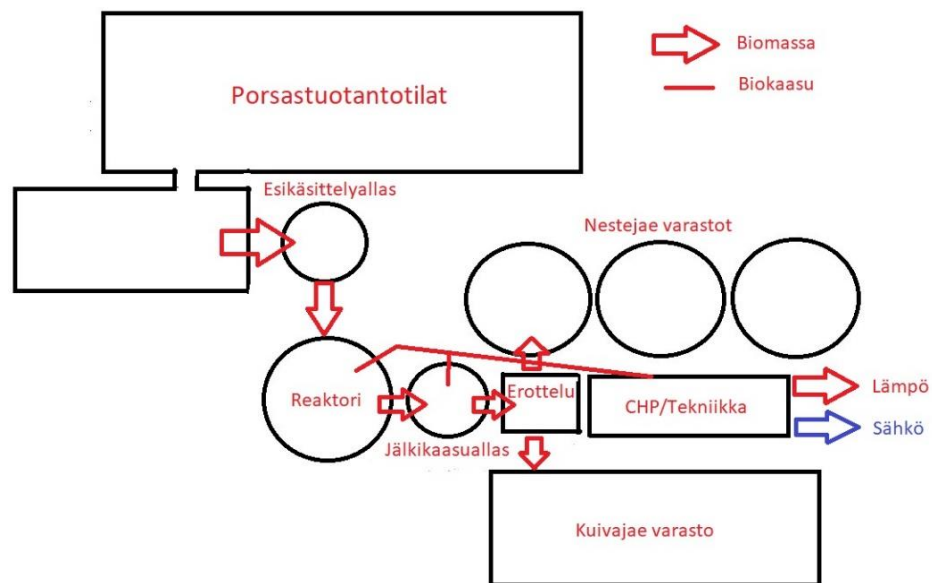 Porsastuotantotilat
Biomassa
Biokaasu
Esikäsittelyallas
Nestejae varastot
Reaktori
Erottelu
CHP/Tekniikka
Lämpö
Sähkö
Jälkikaasuallas
Kuivajae varasto